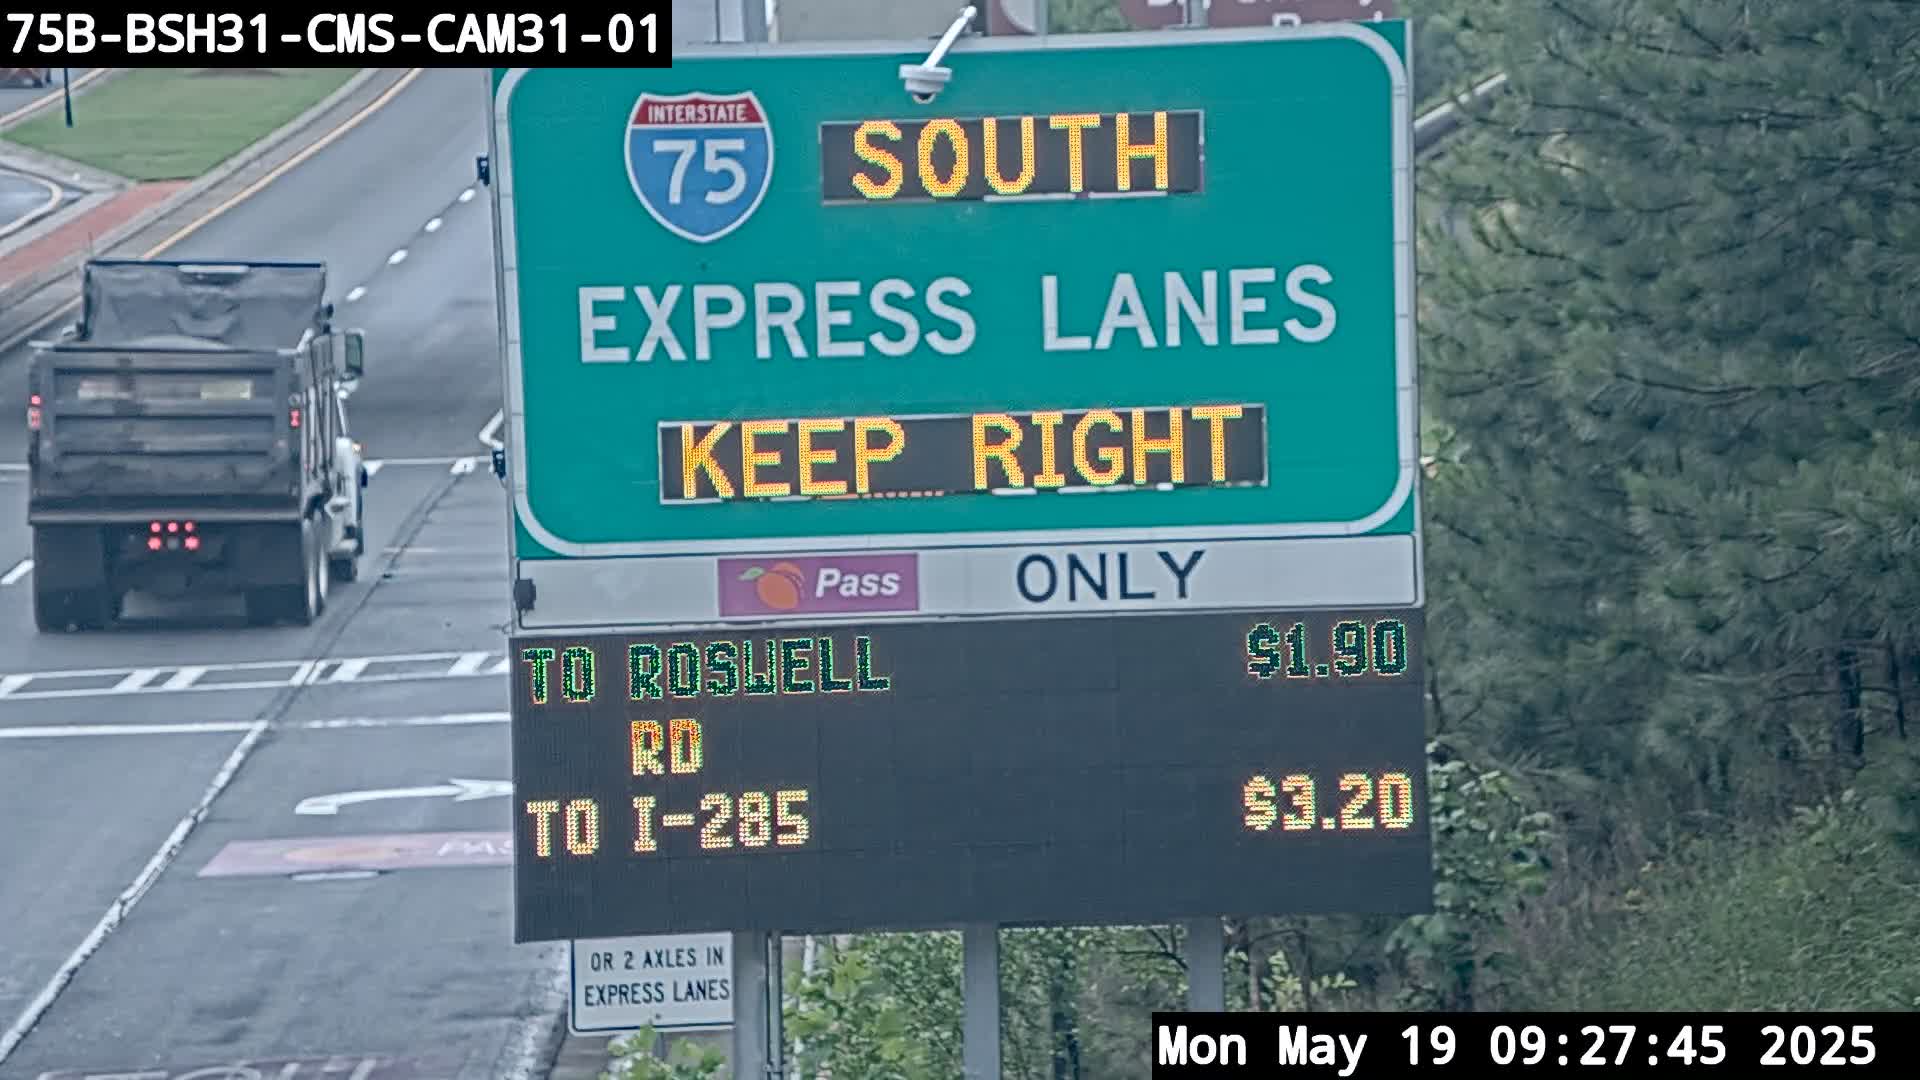 75B-BSH31-CMS-CAM31-01
INTERSTATE
75
SOUTH
EXPRESS LANES
KEEP RIGHT
Pass ONLY
TO ROSWELL $1.90
RD
TO I-285 $3.20
OR 2 AXLES IN
EXPRESS LANES
Mon May 19 09:27:45 2025